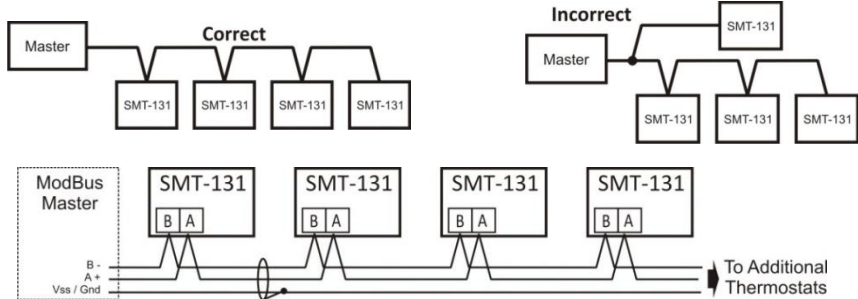 Correct
Master
SMT-131
SMT-131
SMT-131
SMT-131
Incorrect
SMT-131
Master
SMT-131
SMT-131
SMT-131
ModBus
Master
SMT-131
SMT-131
SMT-131
SMT-131
B A
B A
B A
B A
B -
A +
Vss / Gnd
To Additional
Thermostats